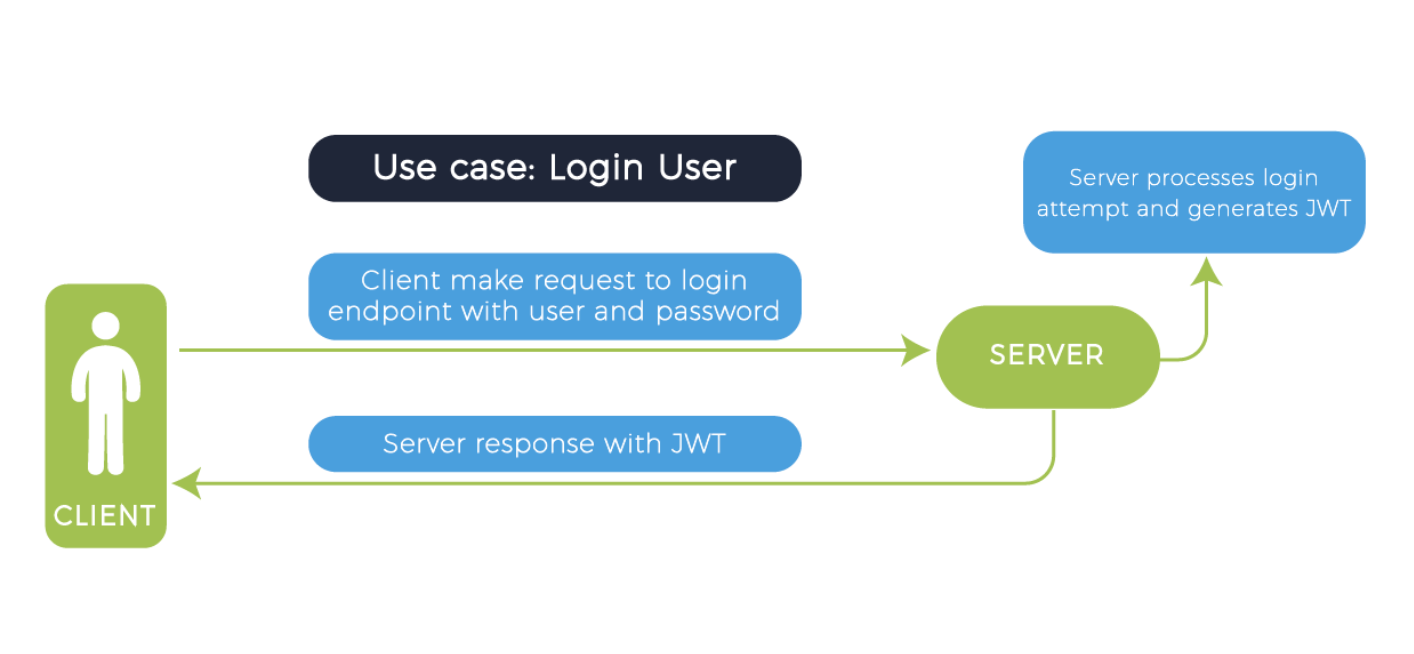 Use case: Login User
Server processes login
attempt and generates JWT
Client make request to login
endpoint with user and password
SERVER
Server response with JWT
CLIENT